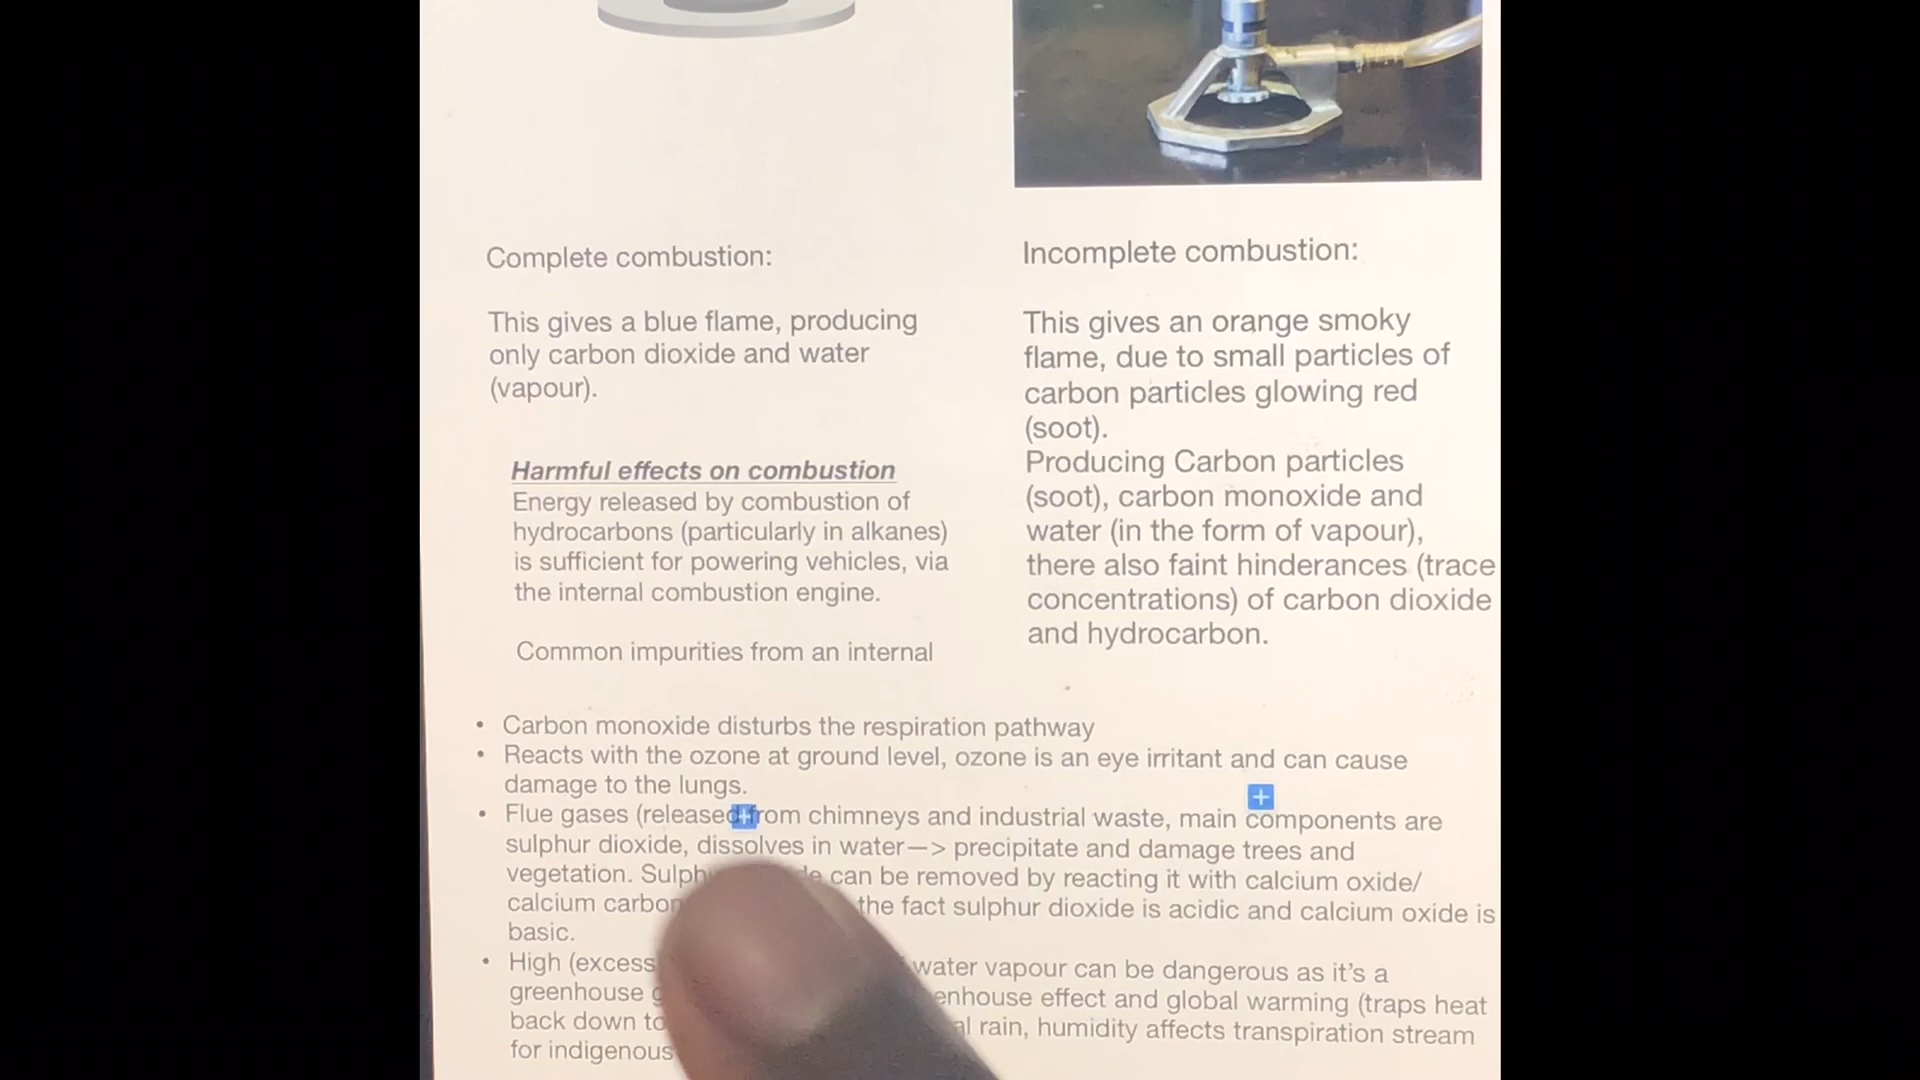 Complete combustion:
This gives a blue flame, producing
only carbon dioxide and water
(vapour).
Harmful effects on combustion
Energy released by combustion of
hydrocarbons (particularly in alkanes)
is sufficient for powering vehicles, via
the internal combustion engine.
Common impurities from an internal
Incomplete combustion:
This gives an orange smoky
flame, due to small particles of
carbon particles glowing red
(soot).
Producing Carbon particles
(soot), carbon monoxide and
water (in the form of vapour),
there also faint hinderances (trace
concentrations) of carbon dioxide
and hydrocarbon.
• Carbon monoxide disturbs the respiration pathway
• Reacts with the ozone at ground level, ozone is an eye irritant and can cause
damage to the lungs.
• Flue gases (released from chimneys and industrial waste, main components are
sulphur dioxide, dissolves in water—> precipitate and damage trees and
vegetation. can be removed by reacting it with calcium oxide/
calcium the fact sulphur dioxide is acidic and calcium oxide is
basic.
• High (excess water vapour can be dangerous as it's a
greenhouse effect and global warming (traps heat
back down to rain, humidity affects transpiration stream
for indigenous